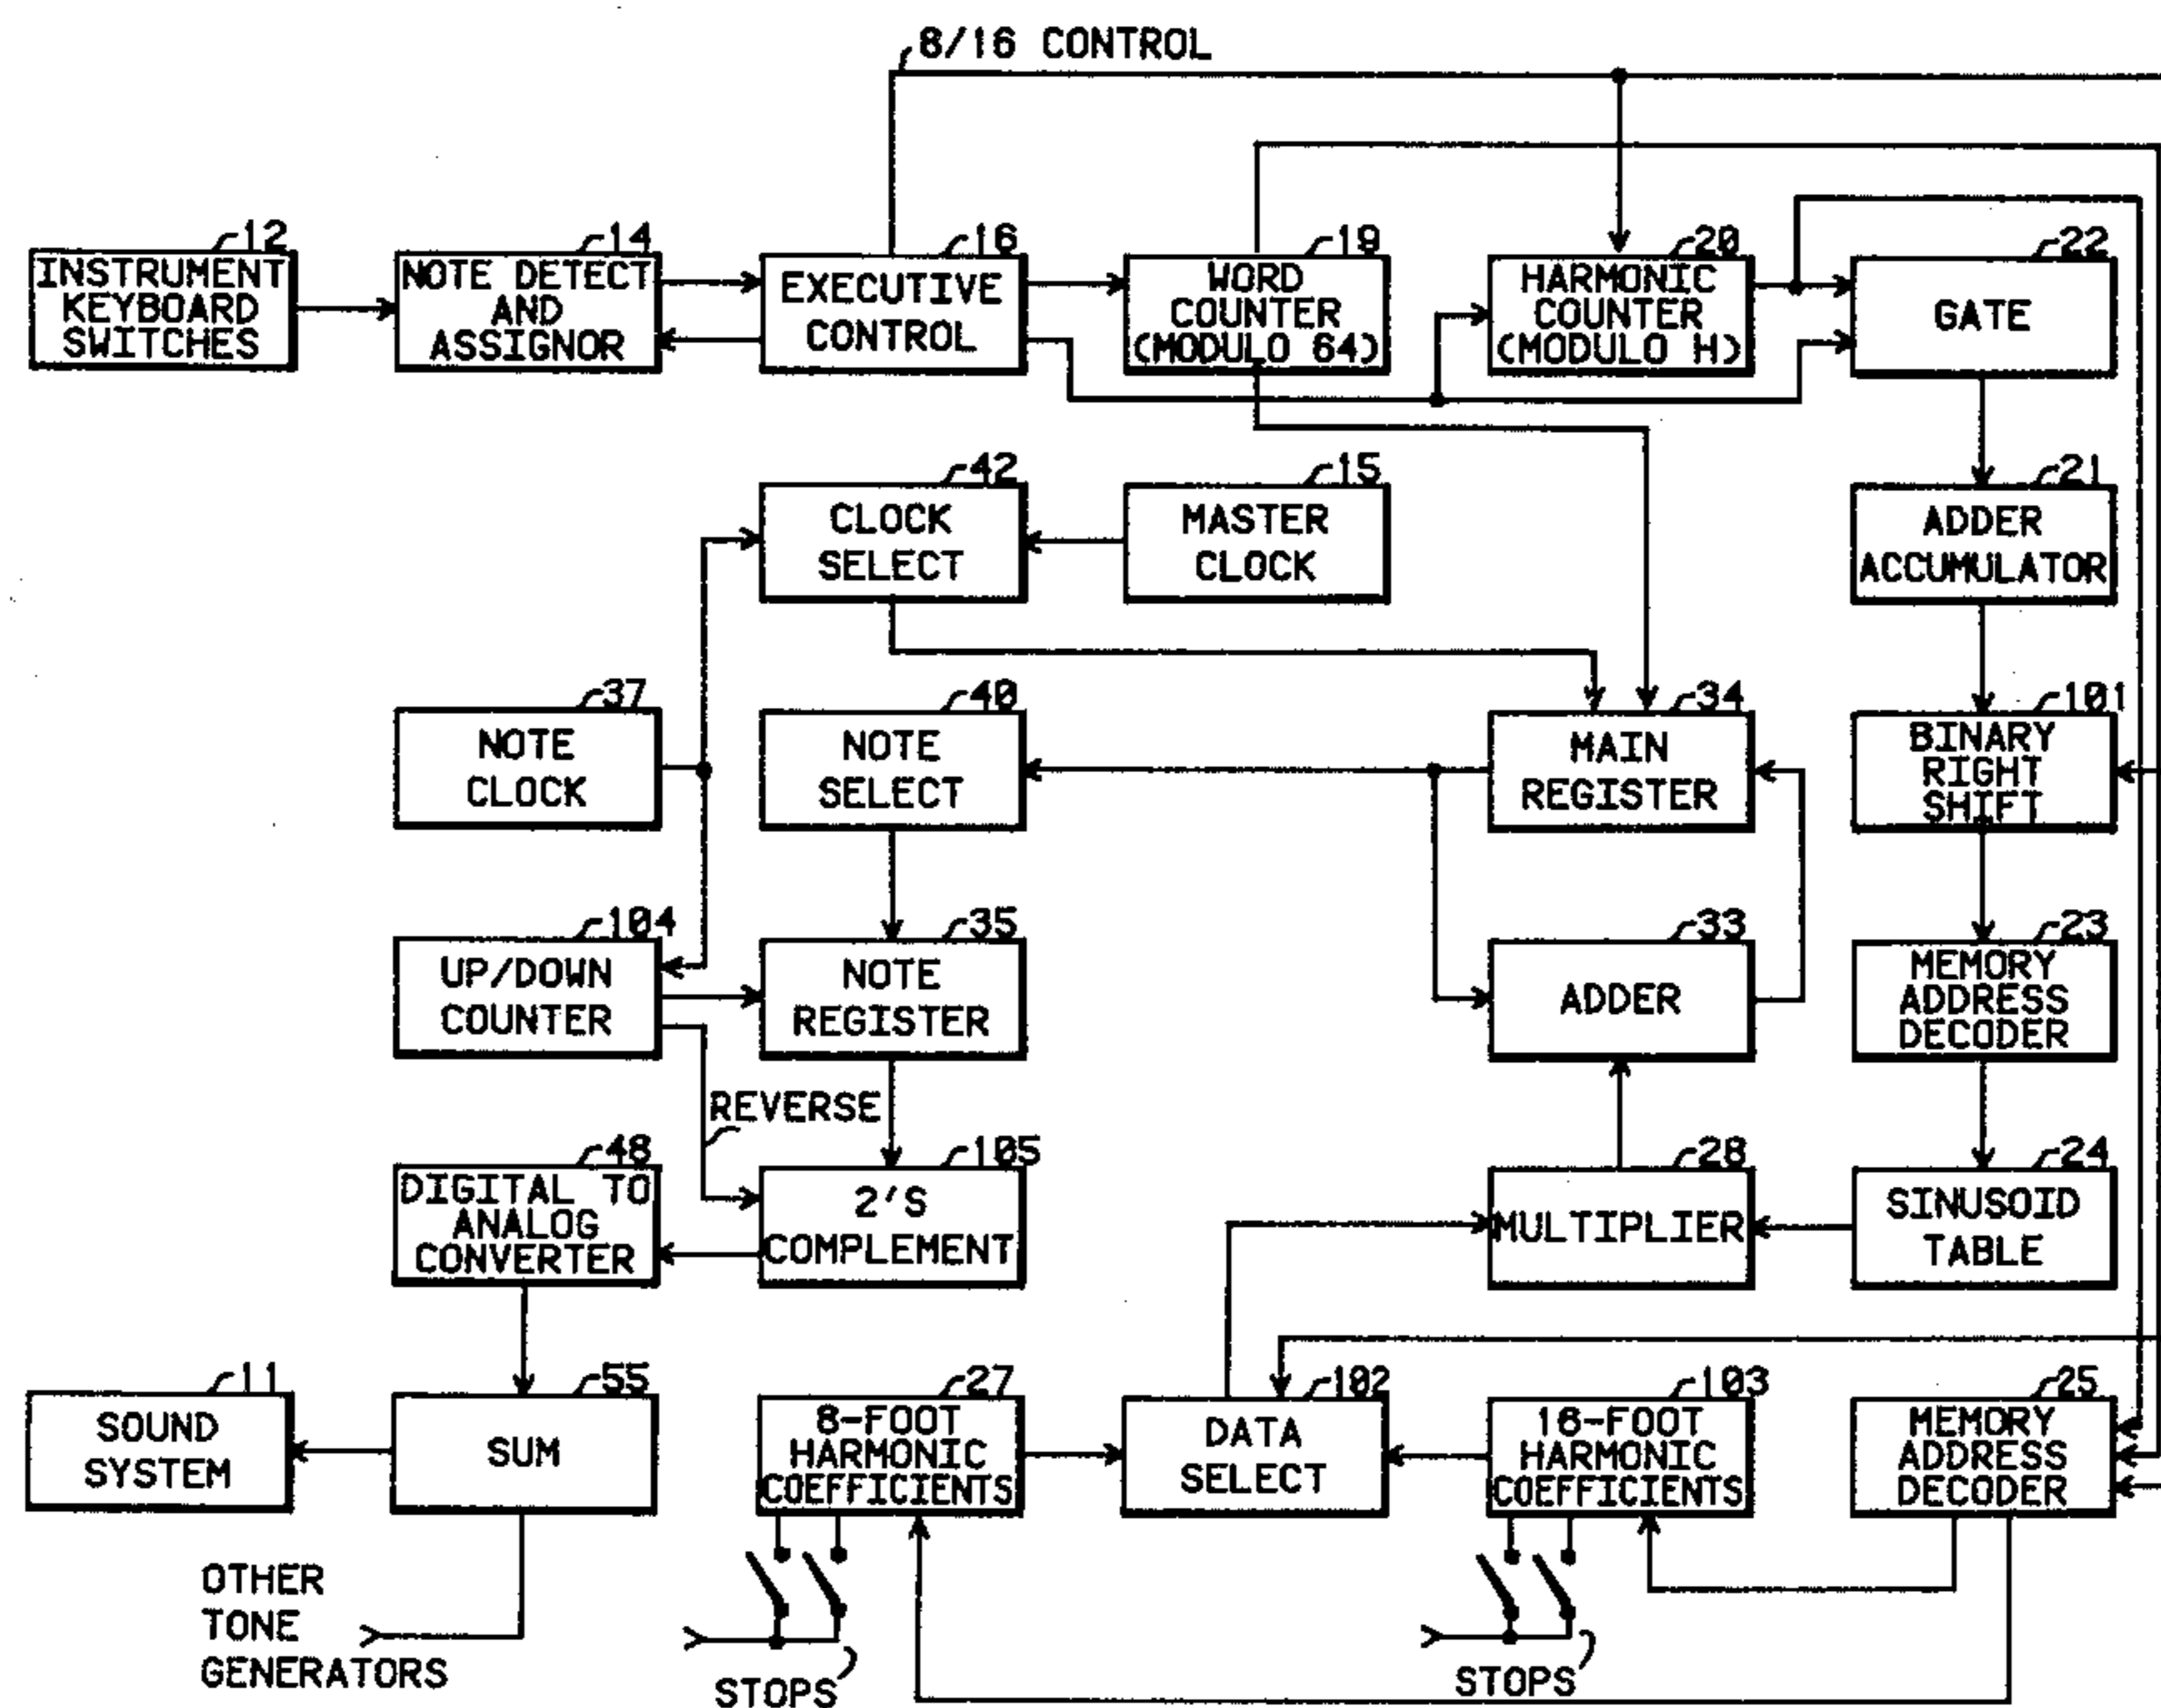 8/16 CONTROL
12
INSTRUMENT
KEYBOARD
SWITCHES
14
NOTE DETECT
AND
ASSIGNOR
16
EXECUTIVE
CONTROL
19
WORD
COUNTER
(MODULO 64)
20
HARMONIC
COUNTER
(MODULO H)
22
GATE
42
CLOCK
SELECT
15
MASTER
CLOCK
21
ADDER
ACCUMULATOR
37
NOTE
CLOCK
40
NOTE
SELECT
34
MAIN
REGISTER
101
BINARY
RIGHT
SHIFT
104
UP/DOWN
COUNTER
35
NOTE
REGISTER
33
ADDER
23
MEMORY
ADDRESS
DECODER
REVERSE
48
DIGITAL TO
ANALOG
CONVERTER
105
2'S
COMPLEMENT
28
MULTIPLIER
24
SINUSOID
TABLE
11
SOUND
SYSTEM
55
SUM
27
8-FOOT
HARMONIC
COEFFICIENTS
102
DATA
SELECT
103
16-FOOT
HARMONIC
COEFFICIENTS
25
MEMORY
ADDRESS
DECODER
OTHER
TONE
GENERATORS
STOPS
STOPS